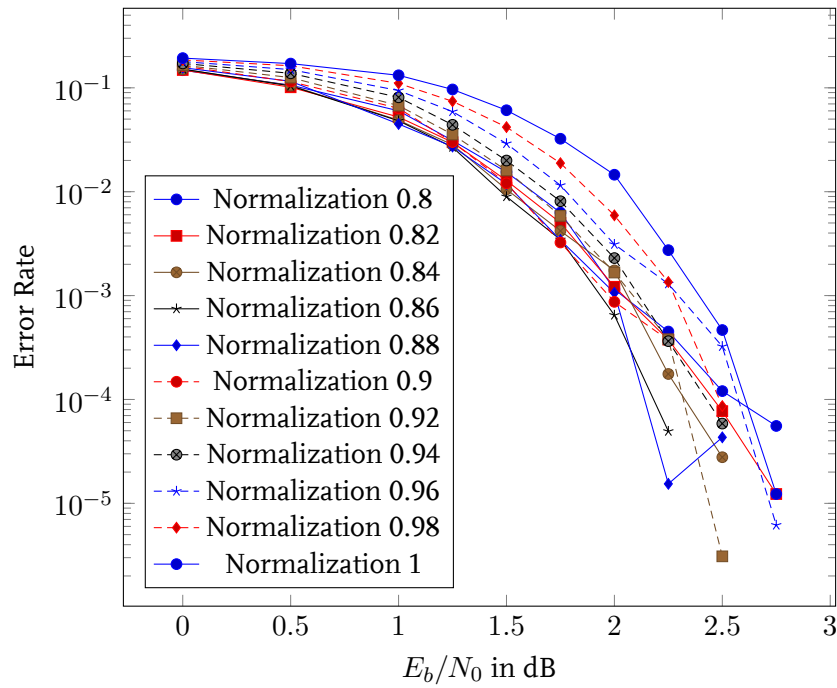 10⁻¹
10⁻²
10⁻³
10⁻⁴
10⁻⁵
Error Rate
Normalization 0.8
Normalization 0.82
Normalization 0.84
Normalization 0.86
Normalization 0.88
Normalization 0.9
Normalization 0.92
Normalization 0.94
Normalization 0.96
Normalization 0.98
Normalization 1
0 0.5 1 1.5 2 2.5 3
E_b/N_0 in dB